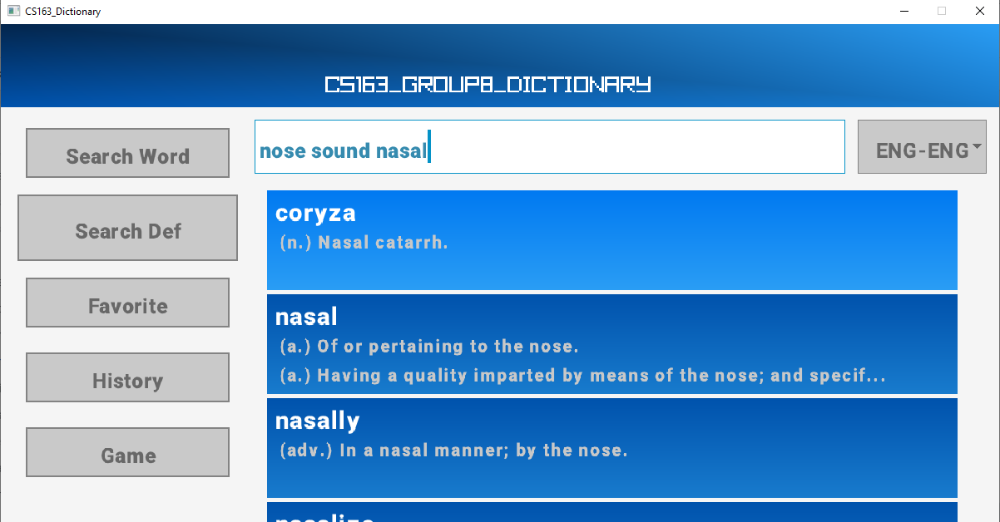 CS163_Dictionary
CS163_GROUP8_DICTIONARY
Search Word
Search Def
Favorite
History
Game
nose sound nasal
ENG-ENG
coryza
(n.) Nasal catarrh.
nasal
(a.) Of or pertaining to the nose.
(a.) Having a quality imparted by means of the nose; and specif...
nasally
(adv.) In a nasal manner; by the nose.